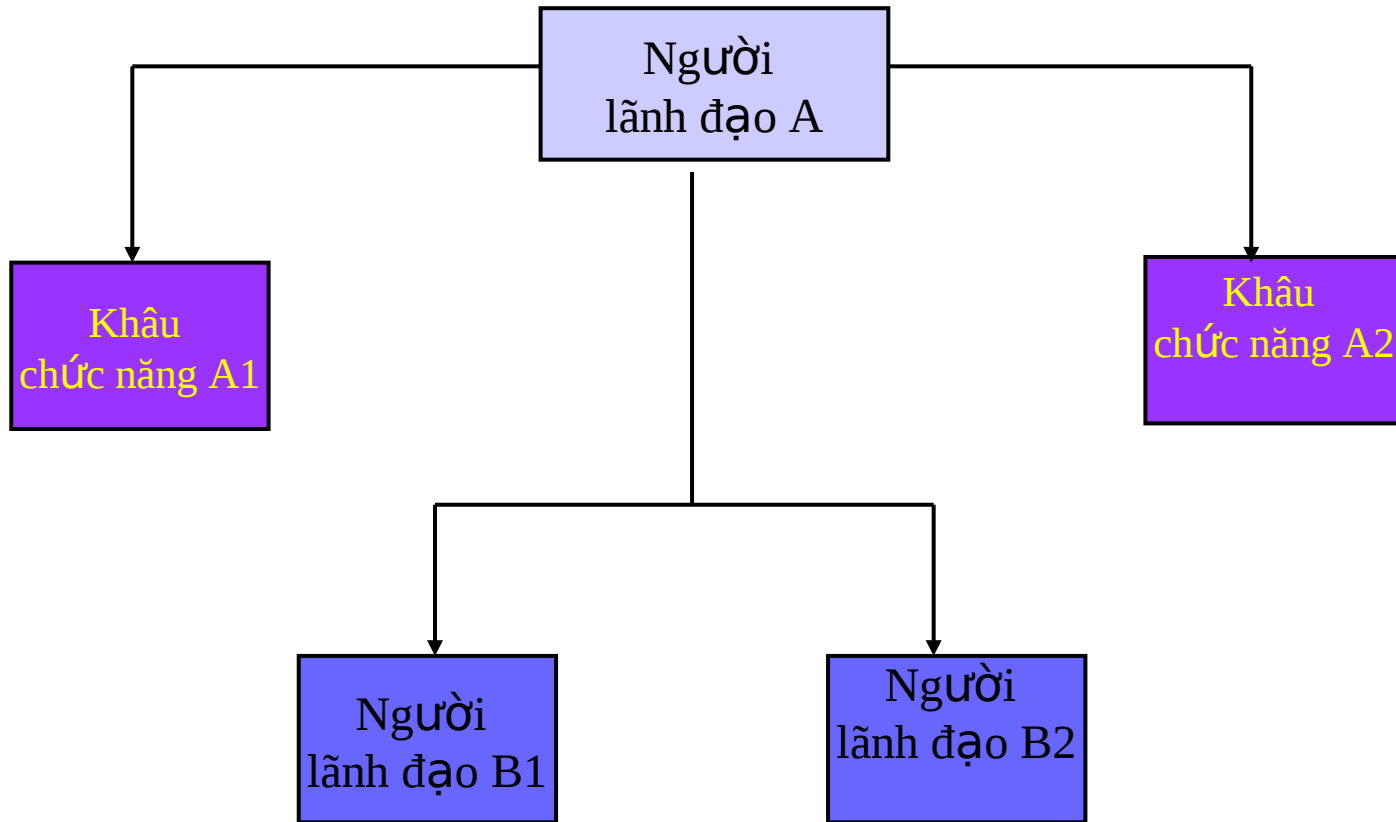 Người
lãnh đạo A
Khâu
chức năng A1
Khâu
chức năng A2
Người
lãnh đạo B1
Người
lãnh đạo B2